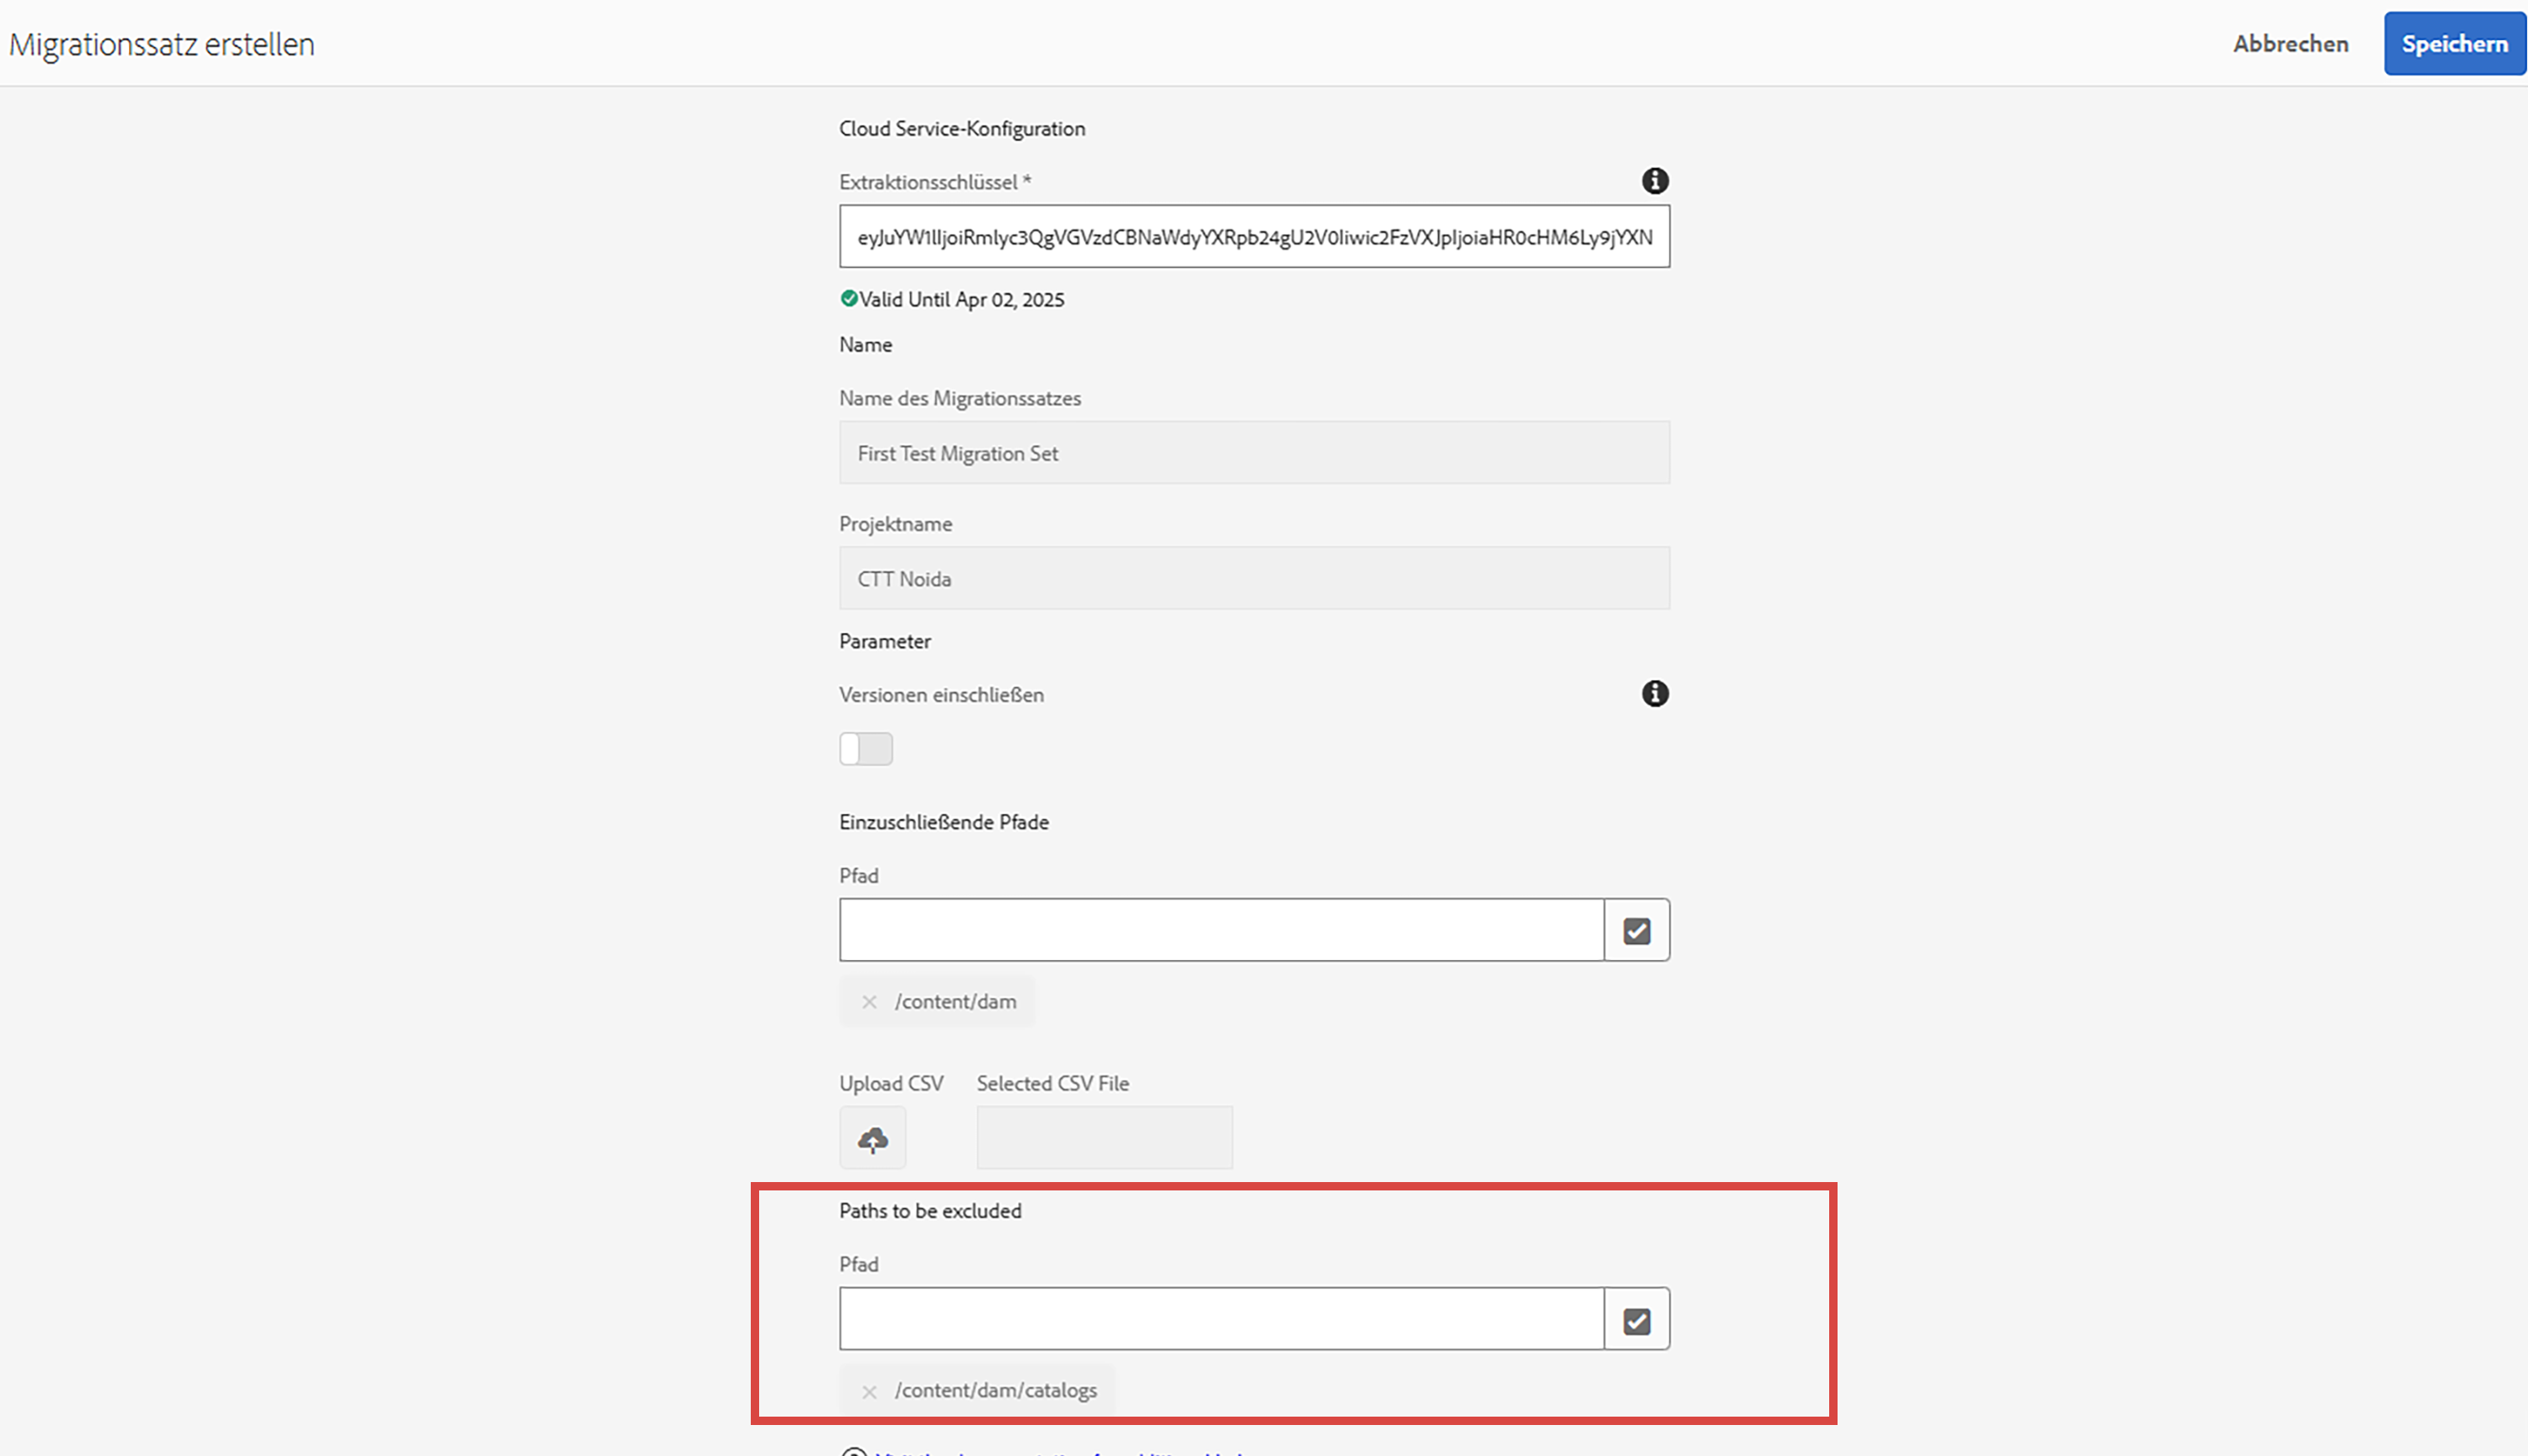 Migrationssatz erstellen
Abbrechen
Speichern
Cloud Service-Konfiguration
Extraktionsschlüssel *
eyJuYW1lIjoiRmlyc3QgVGVzdCBNaWdyYXRpb24gU2V0Iiwic2FzVXJpIjoiaHR0cHM6Ly9jYXN
Valid Until Apr 02, 2025
Name
Name des Migrationssatzes
First Test Migration Set
Projektname
CTT Noida
Parameter
Versionen einschließen
Einzuschließende Pfade
Pfad
/content/dam
Upload CSV
Selected CSV File
Paths to be excluded
Pfad
/content/dam/catalogs